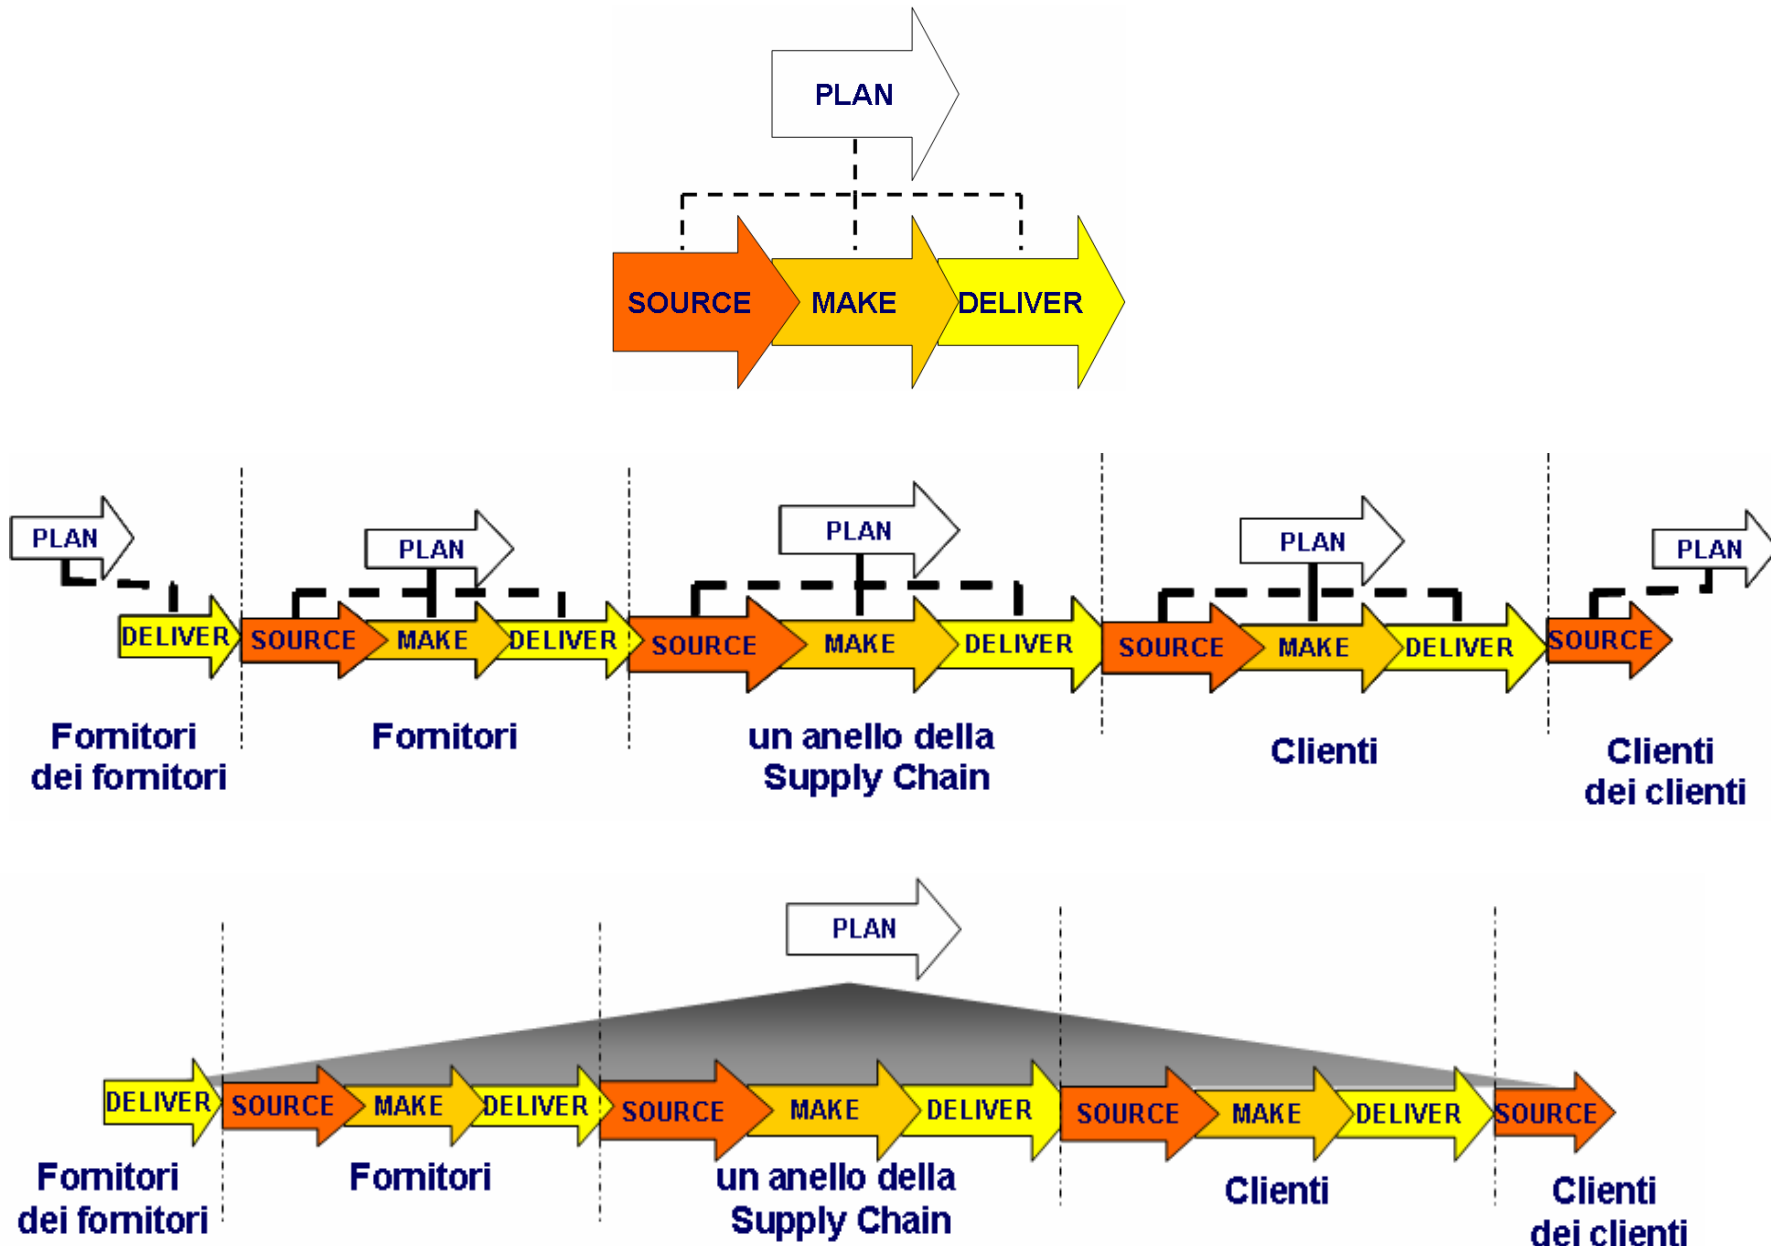 PLAN
SOURCE MAKE DELIVER
PLAN PLAN PLAN PLAN PLAN
DELIVER SOURCE MAKE DELIVER SOURCE MAKE DELIVER SOURCE MAKE DELIVER SOURCE
Fornitori
dei fornitori
Fornitori
un anello della
Supply Chain
Clienti
Clienti
dei clienti
PLAN
DELIVER SOURCE MAKE DELIVER SOURCE MAKE DELIVER SOURCE MAKE DELIVER SOURCE
Fornitori
dei fornitori
Fornitori
un anello della
Supply Chain
Clienti
Clienti
dei clienti